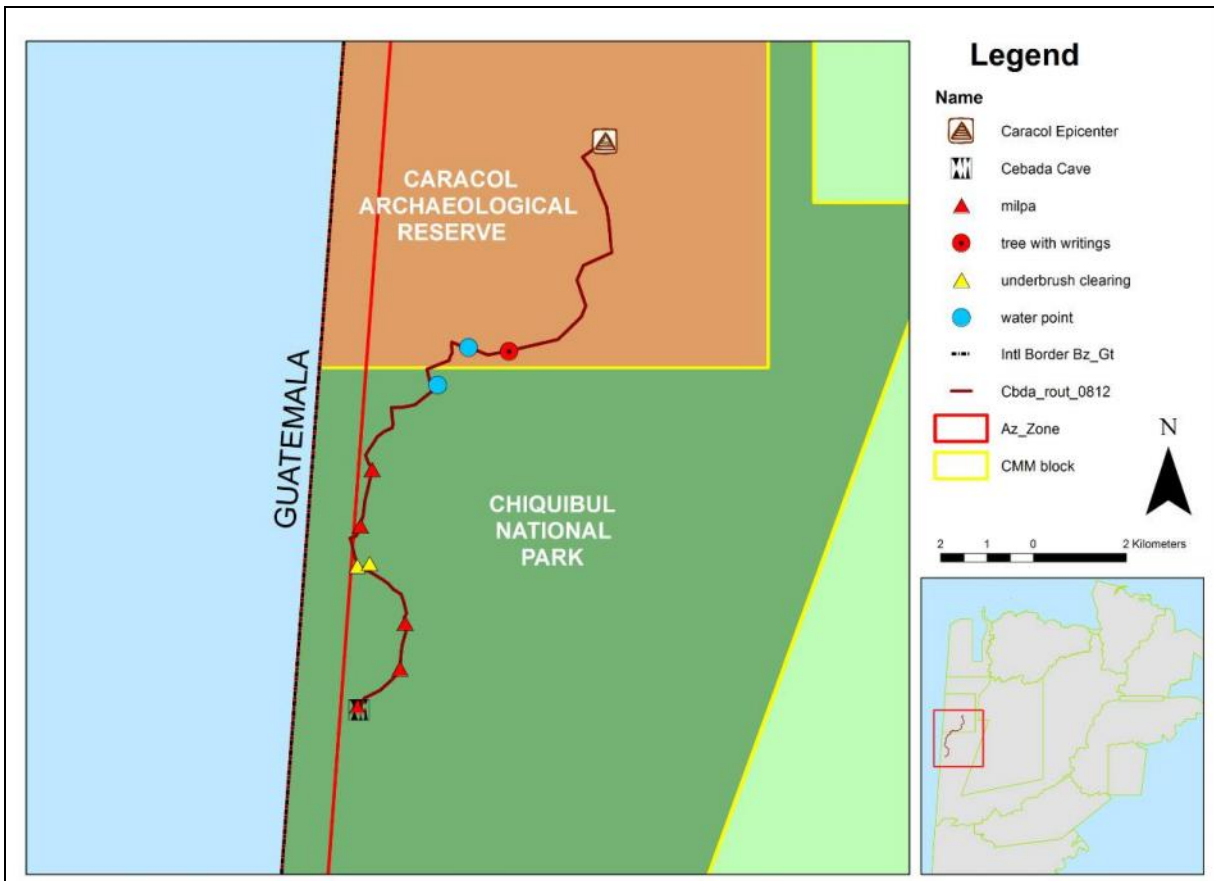 CARACOL
ARCHAEOLOGICAL
RESERVE
GUATEMALA
CHIQUIBUL
NATIONAL
PARK
Legend
Name
Caracol Epicenter
Cebada Cave
milpa
tree with writings
underbrush clearing
water point
Intl Border Bz_Gt
Cbda_rout_0812
Az_Zone
CMM block
N
2 1 0 2 Kilometers